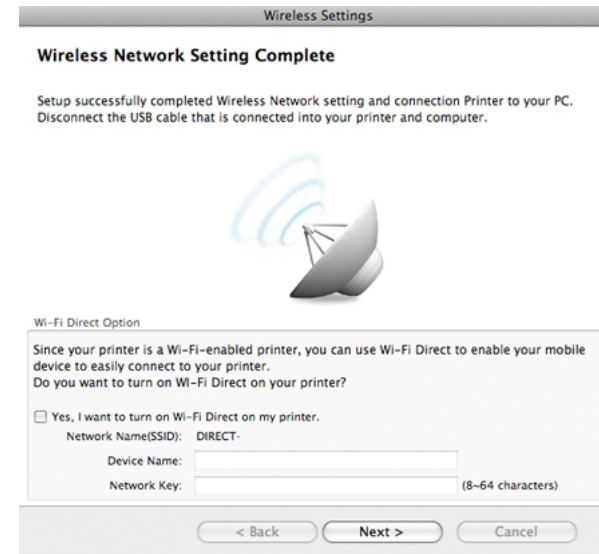 Wireless Settings
Wireless Network Setting Complete
Setup successfully completed Wireless Network setting and connection Printer to your PC.
Disconnect the USB cable that is connected into your printer and computer.
Wi-Fi Direct Option
Since your printer is a Wi-Fi-enabled printer, you can use Wi-Fi Direct to enable your mobile
device to easily connect to your printer.
Do you want to turn on WI-Fi Direct on your printer?
Yes, I want to turn on Wi-Fi Direct on my printer.
Network Name(SSID): DIRECT-
Device Name:
Network Key: (8~64 characters)
< Back Next > Cancel